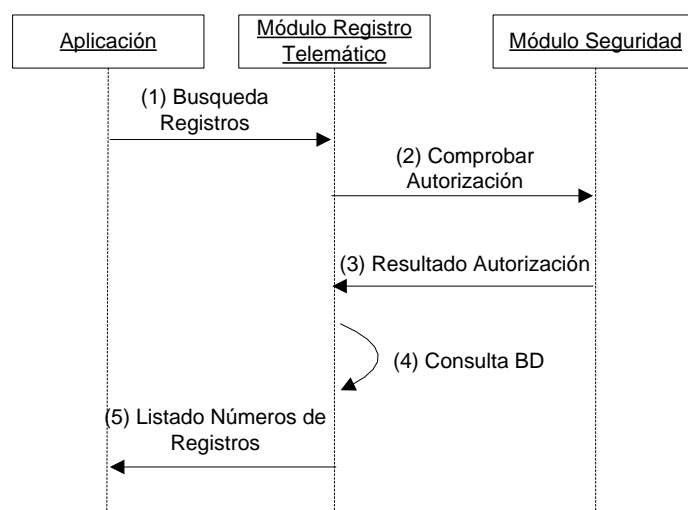 Aplicación
Módulo Registro
Telemático
Módulo Seguridad
(1) Busqueda
Registros
(2) Comprobar
Autorización
(3) Resultado Autorización
(4) Consulta BD
(5) Listado Números de
Registros